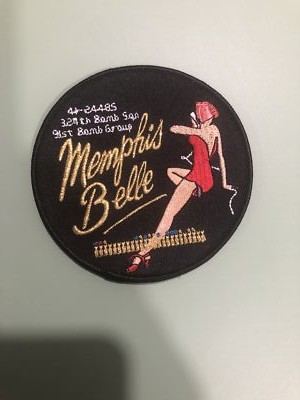 41-24485
324th Bomb Sqn
91st Bomb Group
Memphis
Belle